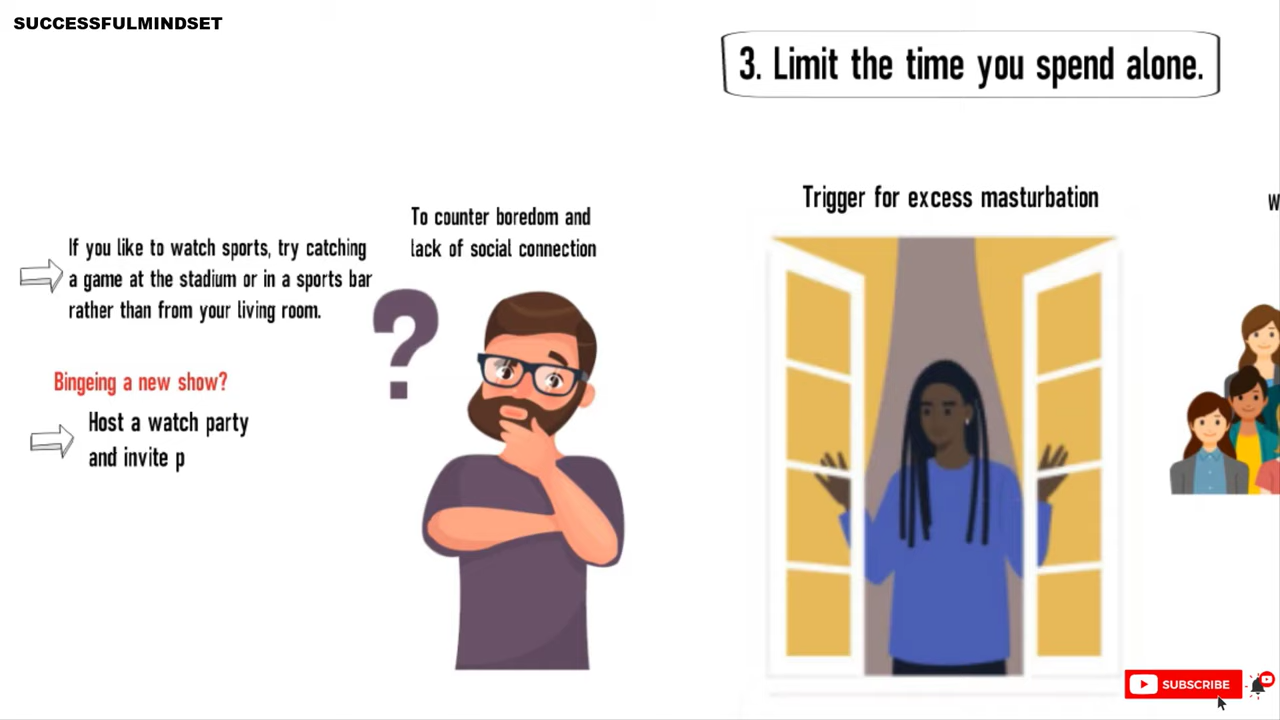 SUCCESSFULMINDSET
3. Limit the time you spend alone.
Trigger for excess masturbation
To counter boredom and
lack of social connection
If you like to watch sports, try catching
a game at the stadium or in a sports bar
rather than from your living room.
Bingeing a new show?
Host a watch party
and invite p
?
W
SUBSCRIBE